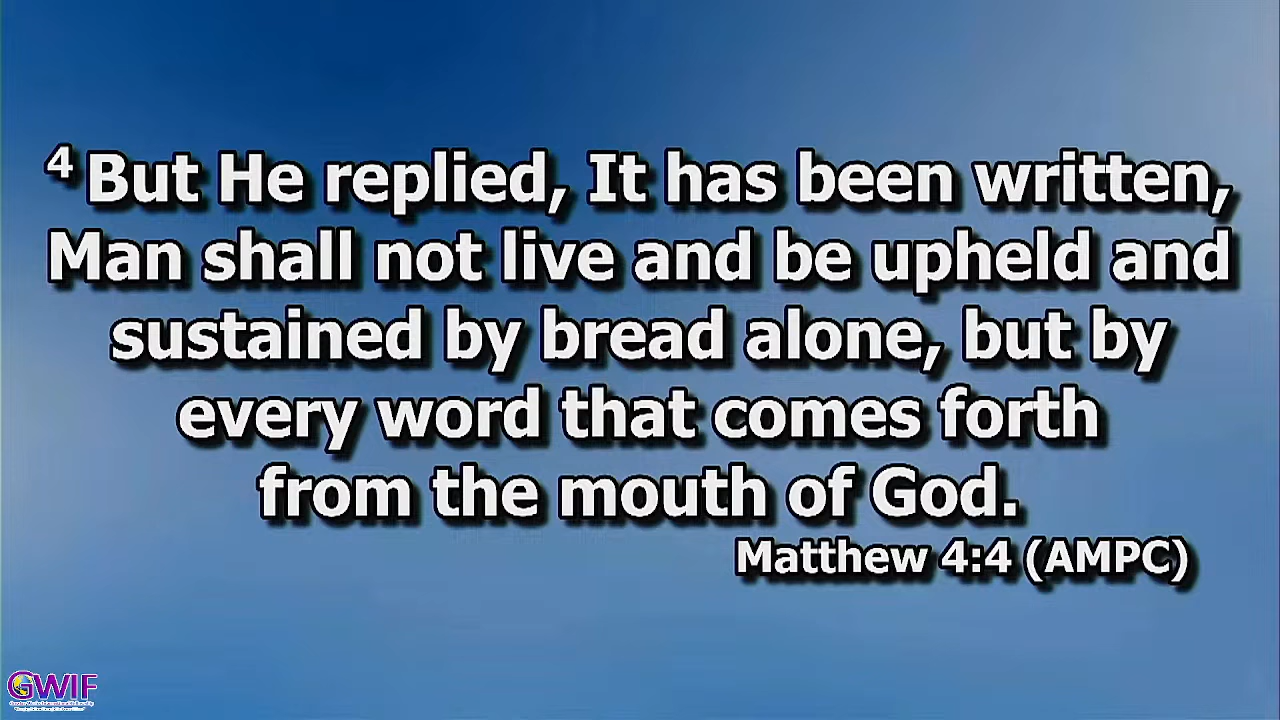 4 But He replied, It has been written,
Man shall not live and be upheld and
sustained by bread alone, but by
every word that comes forth
from the mouth of God.
Matthew 4:4 (AMPC)
GWIF